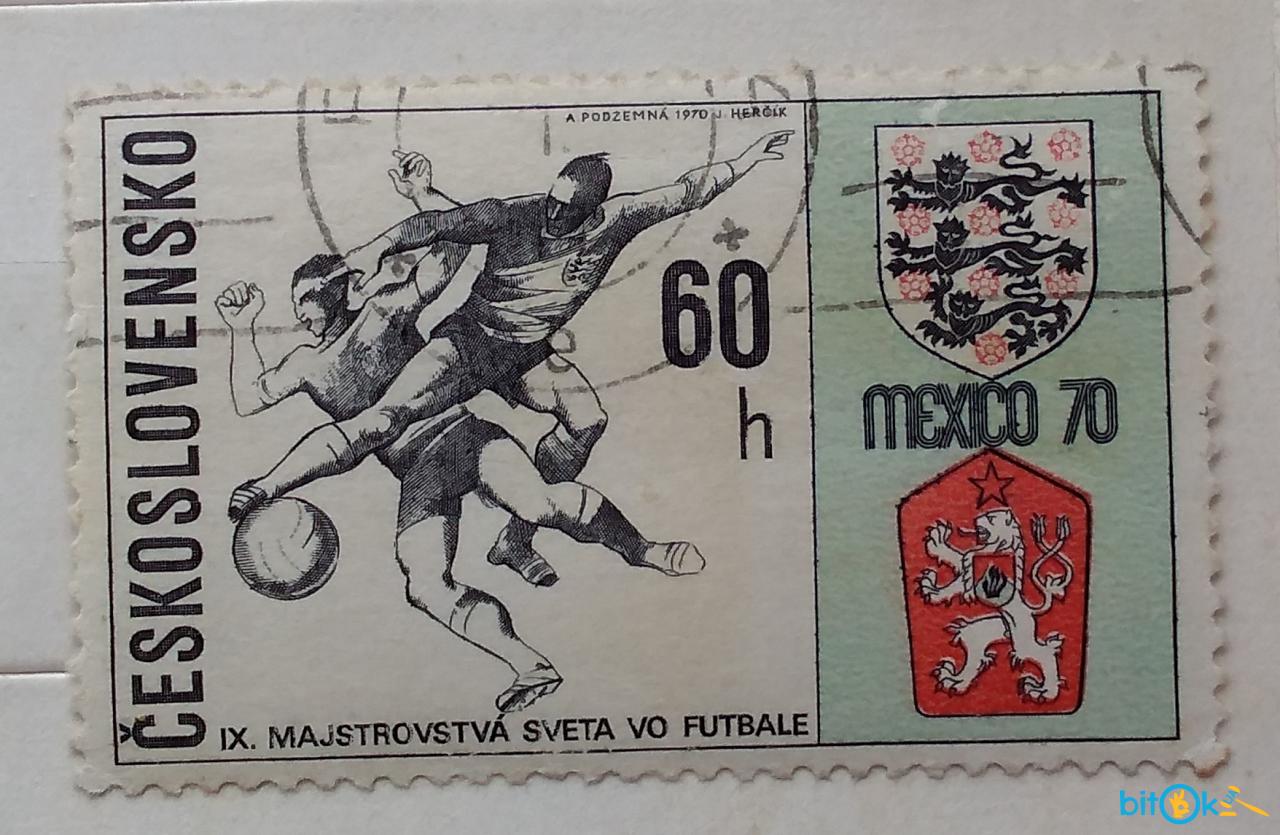 ČESKOSLOVENSKO
A PODZEMNÁ 1970 J. HERČÍK
60
h
MEXICO 70
IX. MAJSTROVSTVÁ SVETA VO FUTBALE
bitok